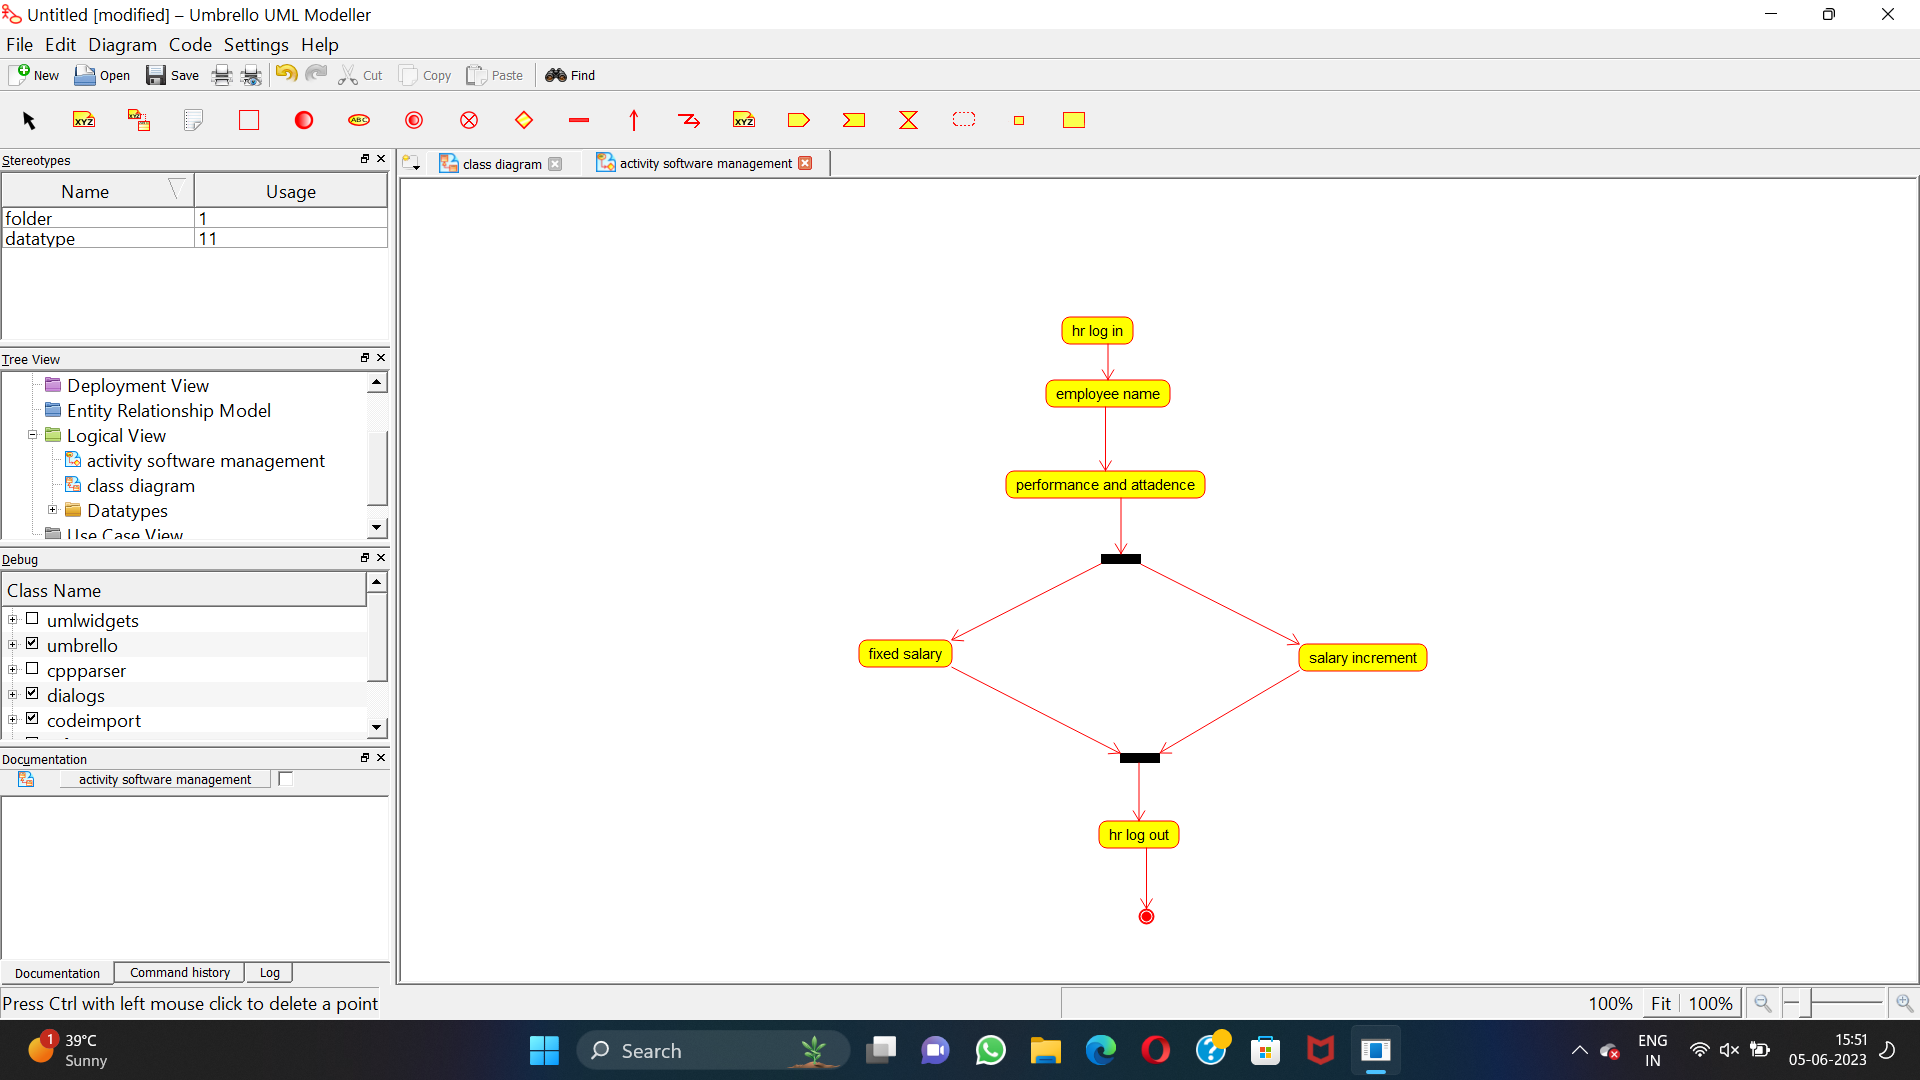 Untitled [modified] – Umbrello UML Modeller
File Edit Diagram Code Settings Help
New Open Save Cut Copy Paste Find
XYZ XYZ ABC XYZ
Stereotypes
class diagram activity software management
Name Usage
folder 1
datatype 11
Tree View
Deployment View
Entity Relationship Model
Logical View
activity software management
class diagram
Datatypes
Use Case View
Debug
Class Name
umlwidgets
umbrello
cppparser
dialogs
codeimport
Documentation
activity software management
Documentation Command history Log
hr log in
employee name
performance and attadence
fixed salary
salary increment
hr log out
Press Ctrl with left mouse click to delete a point
100% Fit 100%
1
39°C
Sunny
Search
ENG
IN
15:51
05-06-2023